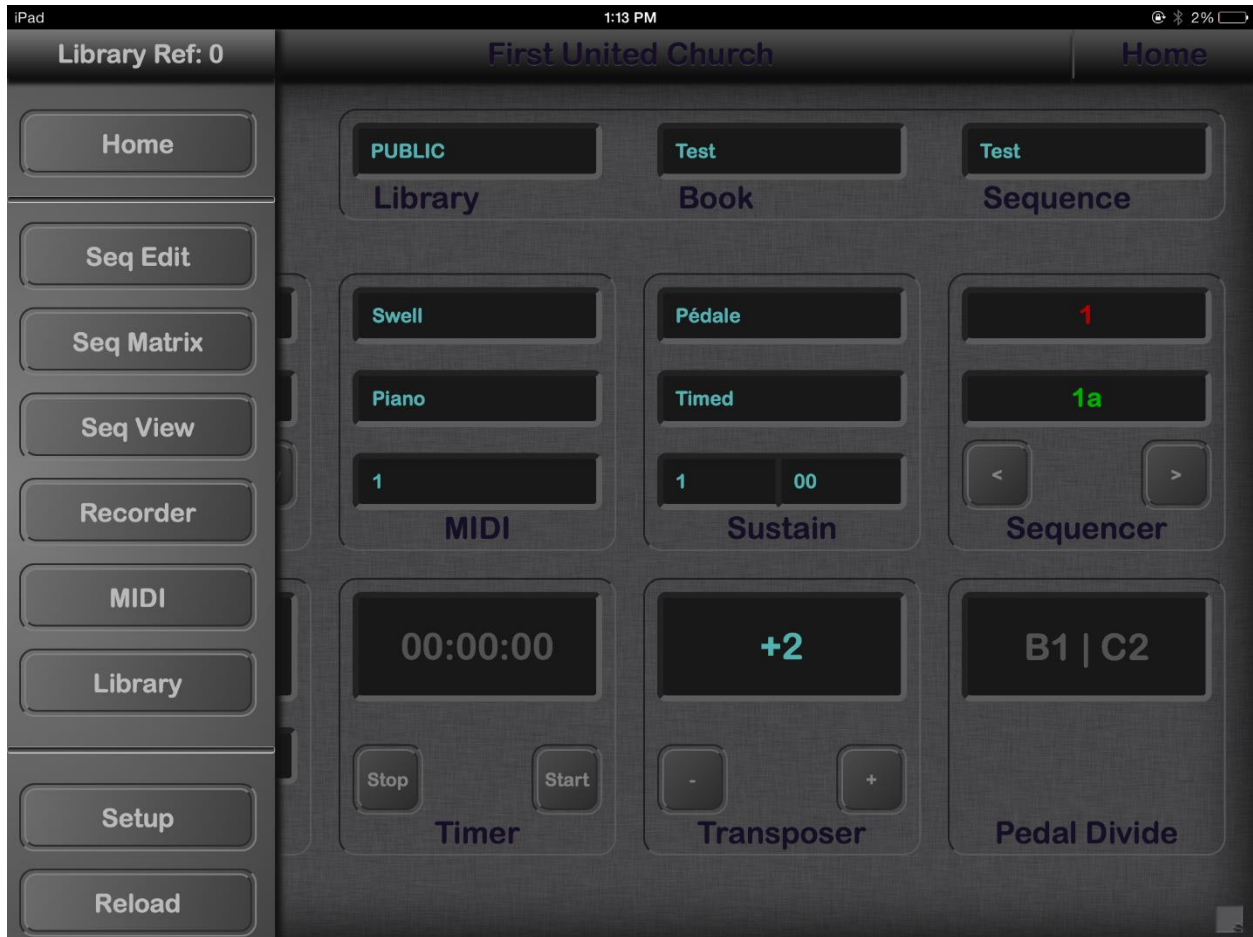 iPad 1:13 PM 2%
Library Ref: 0 First United Church Home
Home
Seq Edit
Seq Matrix
Seq View
Recorder
MIDI
Library
Setup
Reload
PUBLIC Test Test
Library Book Sequence
Swell Pédale 1
Piano Timed 1a
1 1 00 < >
MIDI Sustain Sequencer
00:00:00 +2 B1 | C2
Stop Start - +
Timer Transposer Pedal Divide
S